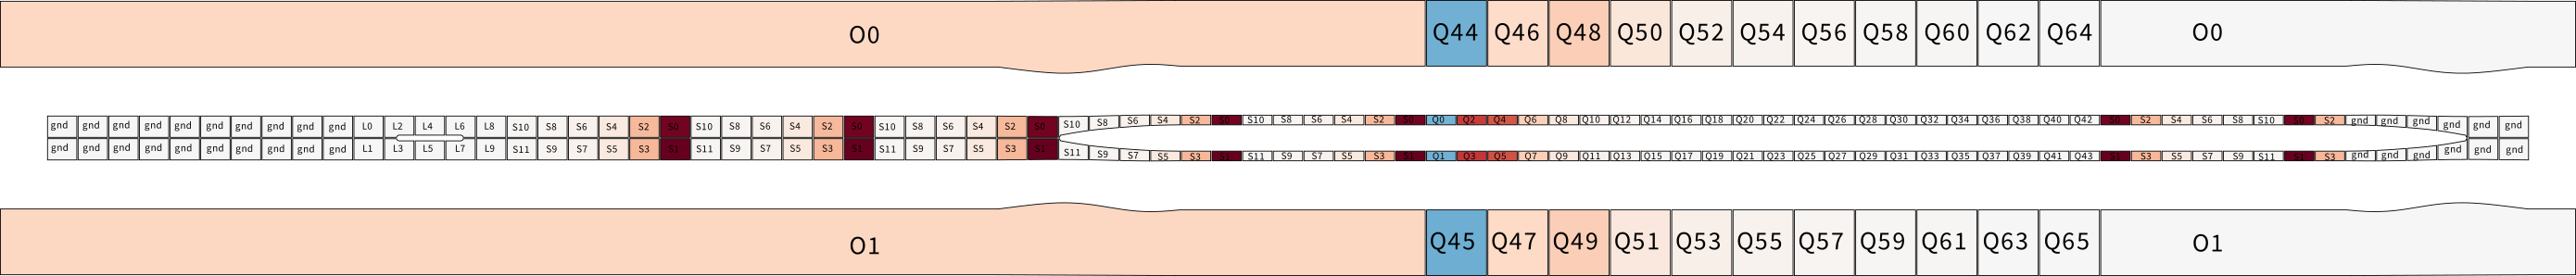 O0 Q44 Q46 Q48 Q50 Q52 Q54 Q56 Q58 Q60 Q62 Q64 O0
gnd gnd gnd gnd gnd gnd gnd gnd gnd gnd L0 L2 L4 L6 L8 S10 S8 S6 S4 S2 S0 S10 S8 S6 S4 S2 S0 S10 S8 S6 S4 S2 S0 S10 S8 S6 S4 S2 S0 S10 S8 S6 S4 S2 S0 Q0 Q2 Q4 Q6 Q8 Q10 Q12 Q14 Q16 Q18 Q20 Q22 Q24 Q26 Q28 Q30 Q32 Q34 Q36 Q38 Q40 Q42 S0 S2 S4 S6 S8 S10 S0 S2 gnd gnd gnd gnd gnd gnd
gnd gnd gnd gnd gnd gnd gnd gnd gnd gnd L1 L3 L5 L7 L9 S11 S9 S7 S5 S3 S1 S11 S9 S7 S5 S3 S1 S11 S9 S7 S5 S3 S1 S11 S9 S7 S5 S3 S1 S11 S9 S7 S5 S3 S1 Q1 Q3 Q5 Q7 Q9 Q11 Q13 Q15 Q17 Q19 Q21 Q23 Q25 Q27 Q29 Q31 Q33 Q35 Q37 Q39 Q41 Q43 S1 S3 S5 S7 S9 S11 S1 S3 gnd gnd gnd gnd gnd gnd
O1 Q45 Q47 Q49 Q51 Q53 Q55 Q57 Q59 Q61 Q63 Q65 O1